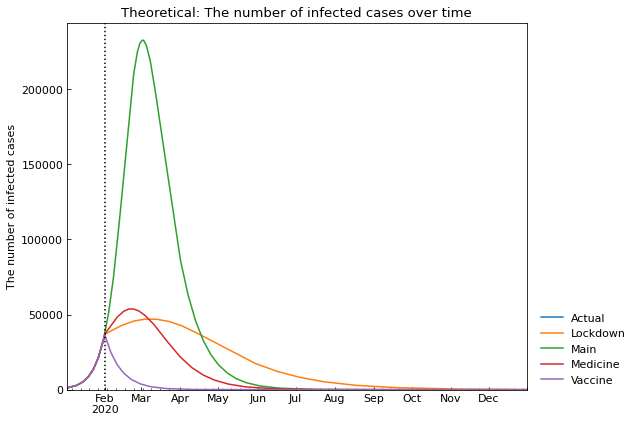 Theoretical: The number of infected cases over time
The number of infected cases
200000
150000
100000
50000
0
Feb Mar Apr May Jun Jul Aug Sep Oct Nov Dec
2020
Actual
Lockdown
Main
Medicine
Vaccine